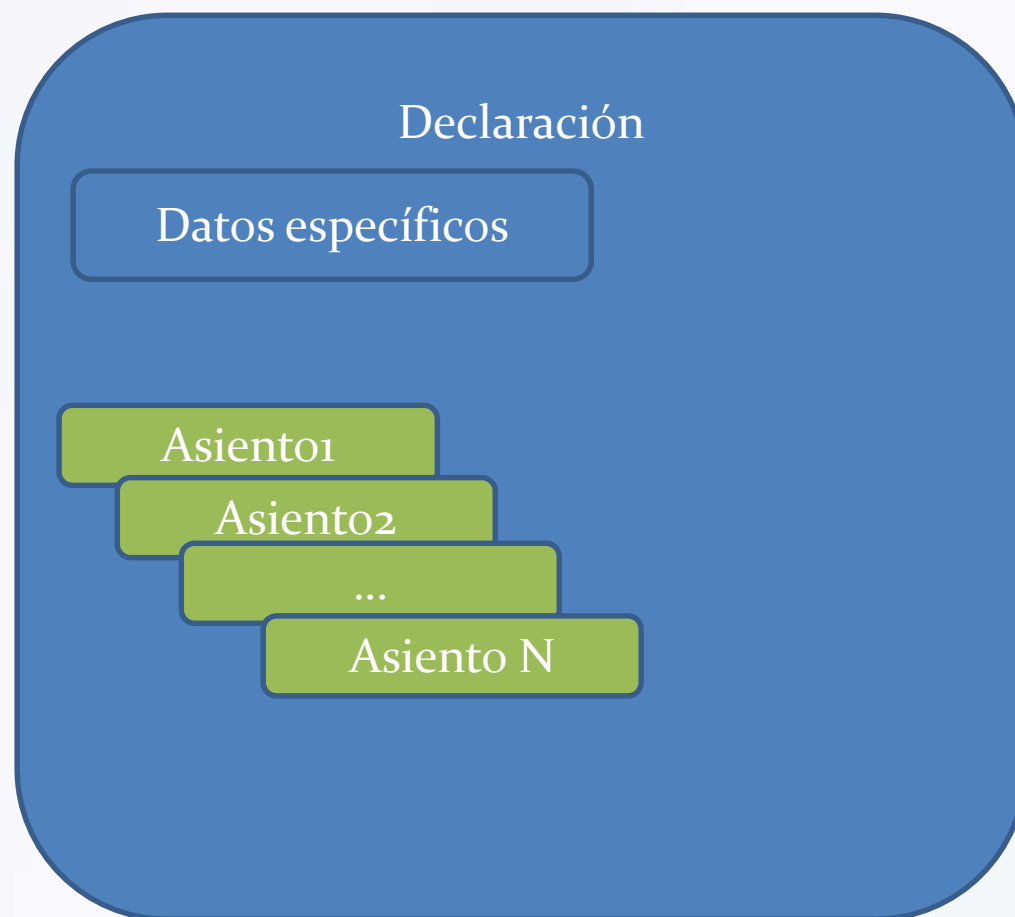 Declaración
Datos específicos
Asiento1
Asiento2
...
Asiento N